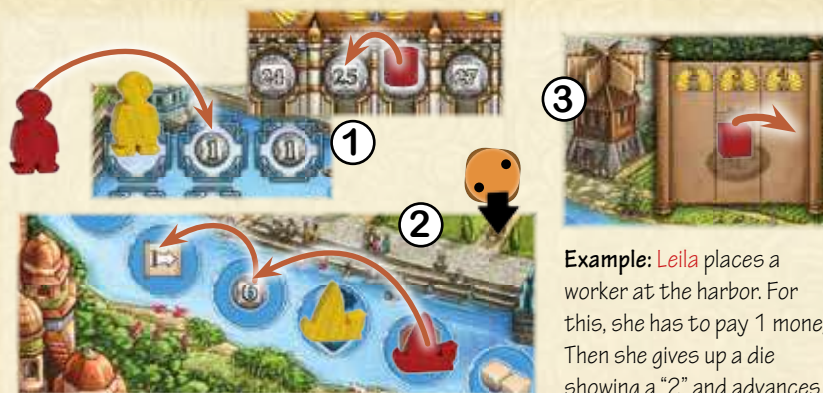 24 25 27
1 1
①
③
②
6
Example: Leila places a
worker at the harbor. For
this, she has to pay 1
Then she gives up a die
showing a “2” and advances